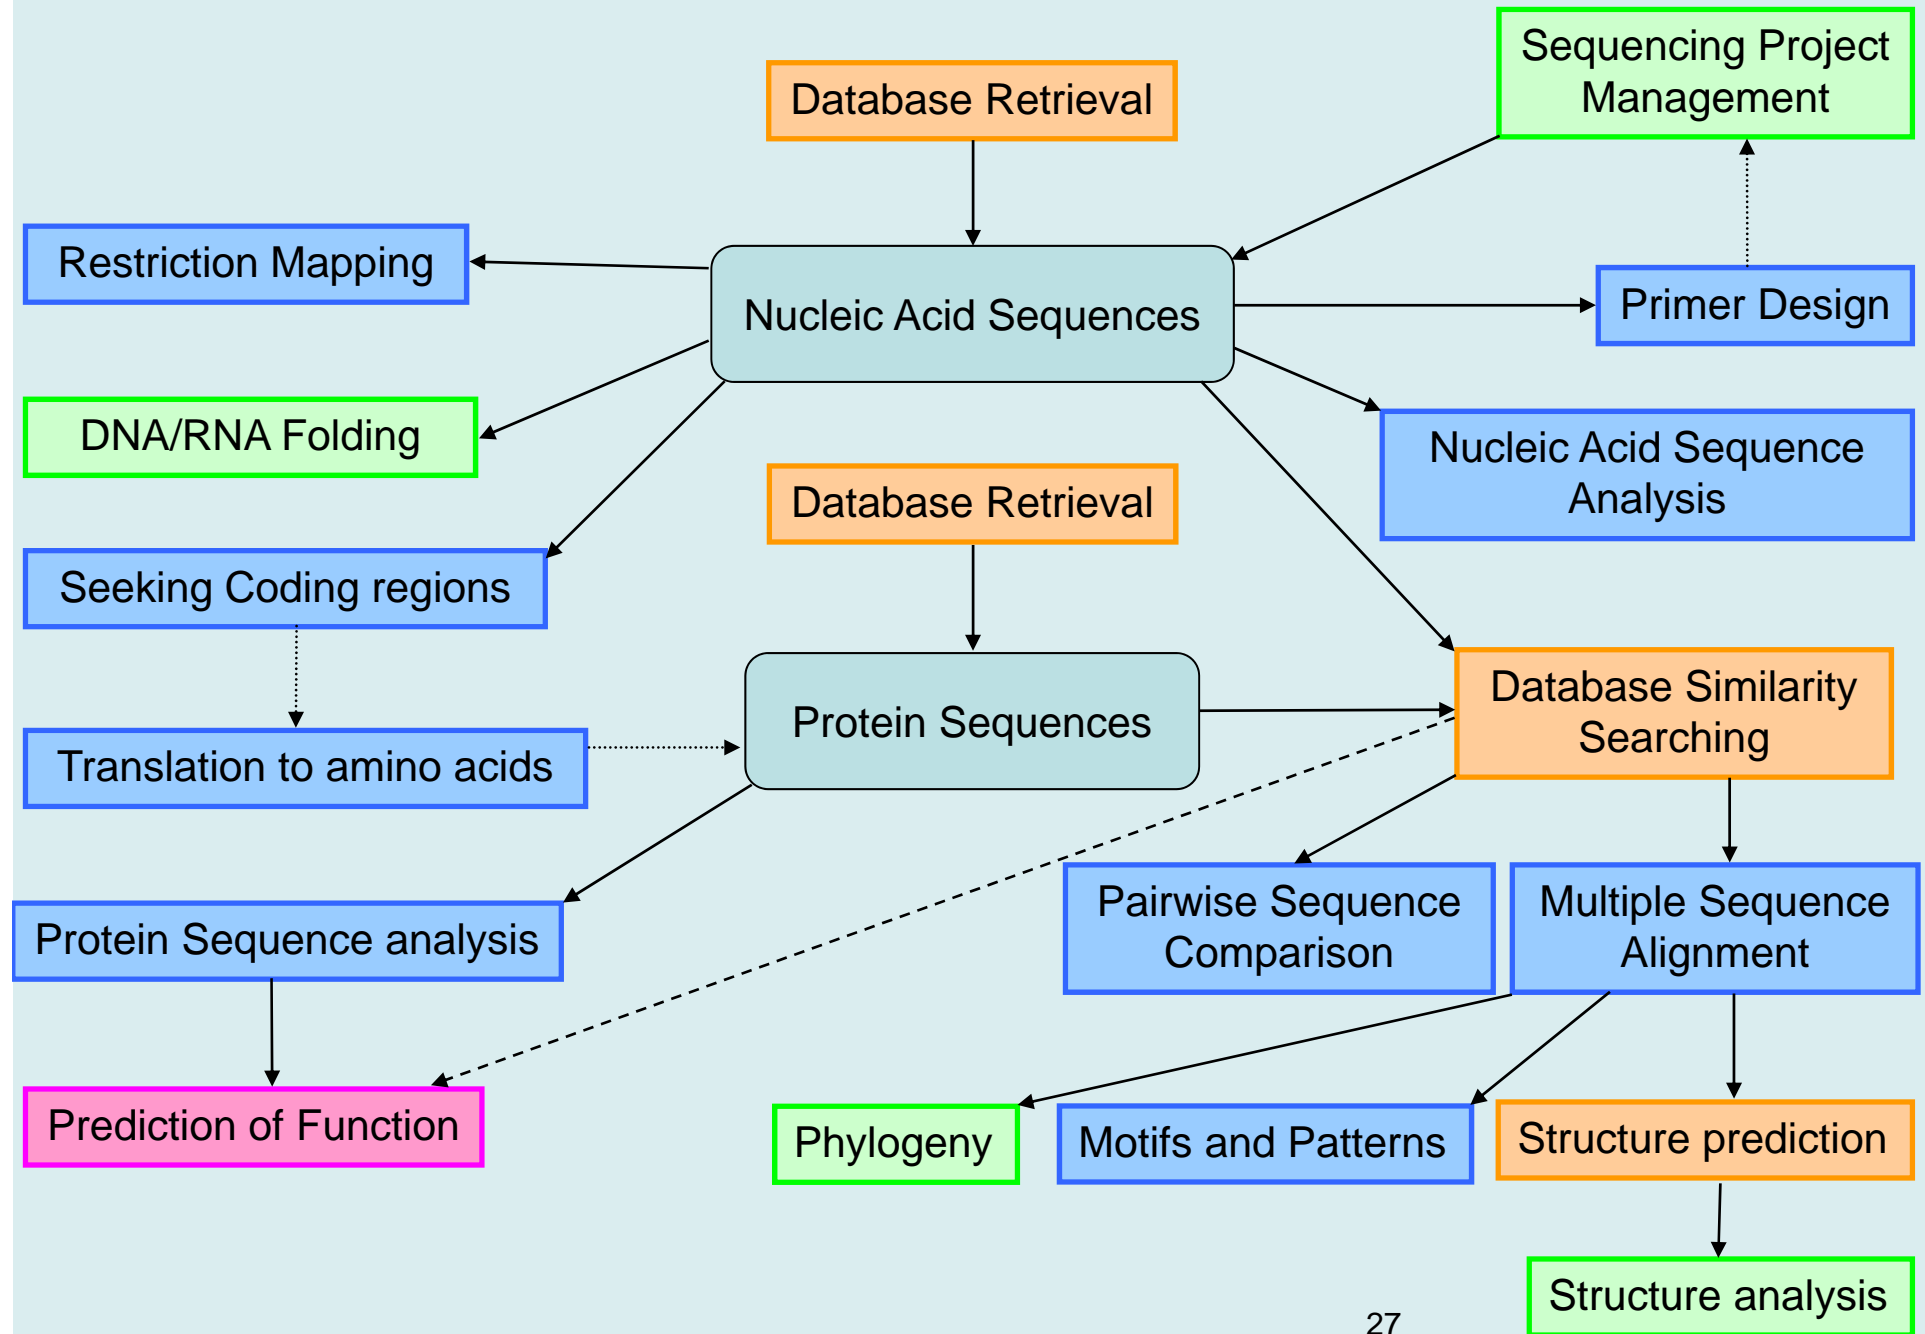 Sequencing Project
Management
Database Retrieval
Restriction Mapping
Nucleic Acid Sequences
Primer Design
DNA/RNA Folding
Nucleic Acid Sequence
Analysis
Database Retrieval
Seeking Coding regions
Database Similarity
Searching
Protein Sequences
Translation to amino acids
Pairwise Sequence
Comparison
Multiple Sequence
Alignment
Protein Sequence analysis
Prediction of Function
Phylogeny
Motifs and Patterns
Structure prediction
Structure analysis
27